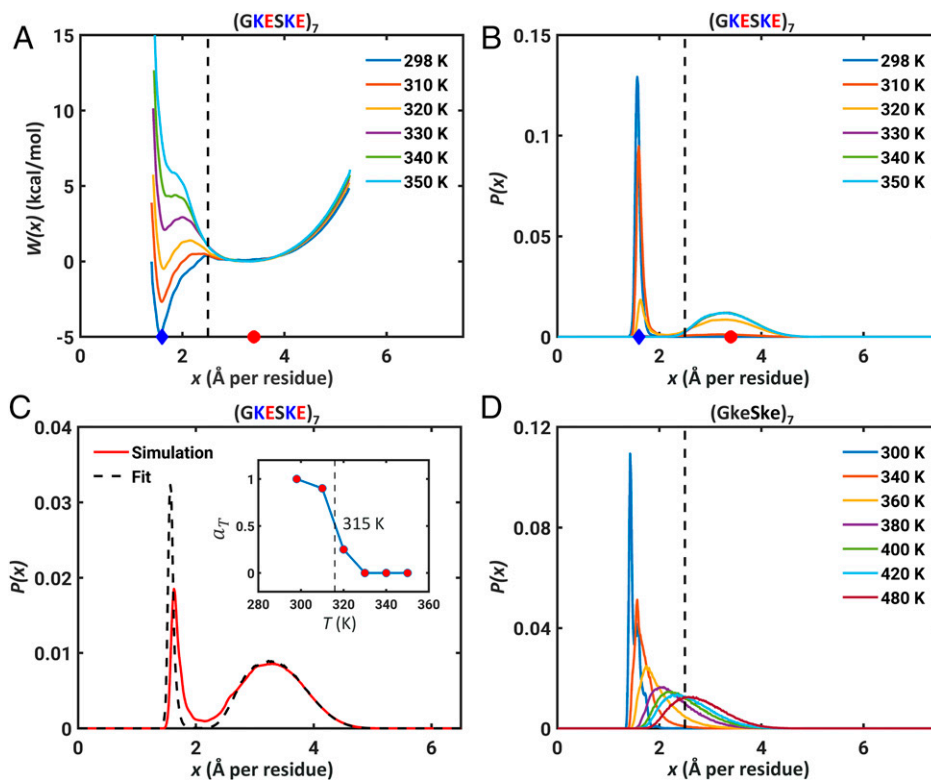 A
(GKESKE)7
15
10
5
0
-5
0
2
4
6
W(x) (kcal/mol)
x (Å per residue)
298 K
310 K
320 K
330 K
340 K
350 K
B
(GKESKE)7
0.15
0.1
0.05
0
0
2
4
6
P(x)
x (Å per residue)
298 K
310 K
320 K
330 K
340 K
350 K
C
(GKESKE)7
0.04
0.03
0.02
0.01
0
0
2
4
6
P(x)
x (Å per residue)
Simulation
Fit
1
0.5
0
280
300
320
340
360
aT
T (K)
315 K
D
(GkeSke)7
0.12
0.08
0.04
0
0
2
4
6
P(x)
x (Å per residue)
300 K
340 K
360 K
380 K
400 K
420 K
480 K